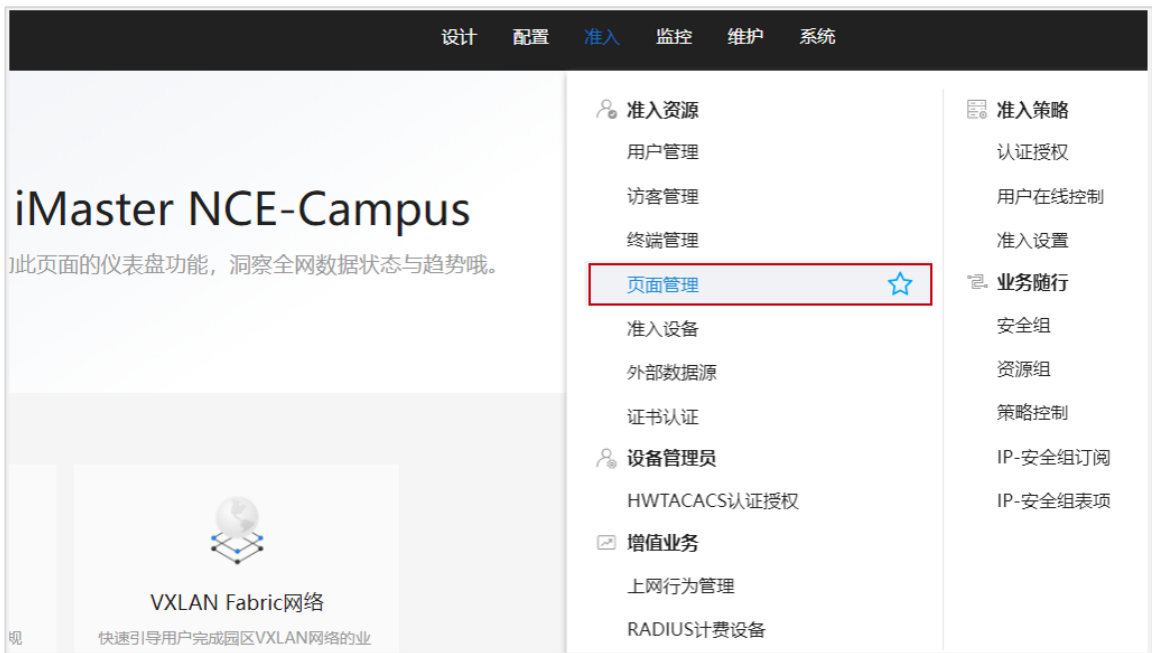 设计 配置 准入 监控 维护 系统
iMaster NCE-Campus
此页面的仪表盘功能，洞察全网数据状态与趋势哦。
VXLAN Fabric网络
规
快速引导用户完成园区VXLAN网络的业
准入资源
用户管理
访客管理
终端管理
页面管理
准入设备
外部数据源
证书认证
设备管理员
HWTACACS认证授权
增值业务
上网行为管理
RADIUS计费设备
准入策略
认证授权
用户在线控制
准入设置
业务随行
安全组
资源组
策略控制
IP-安全组订阅
IP-安全组表项